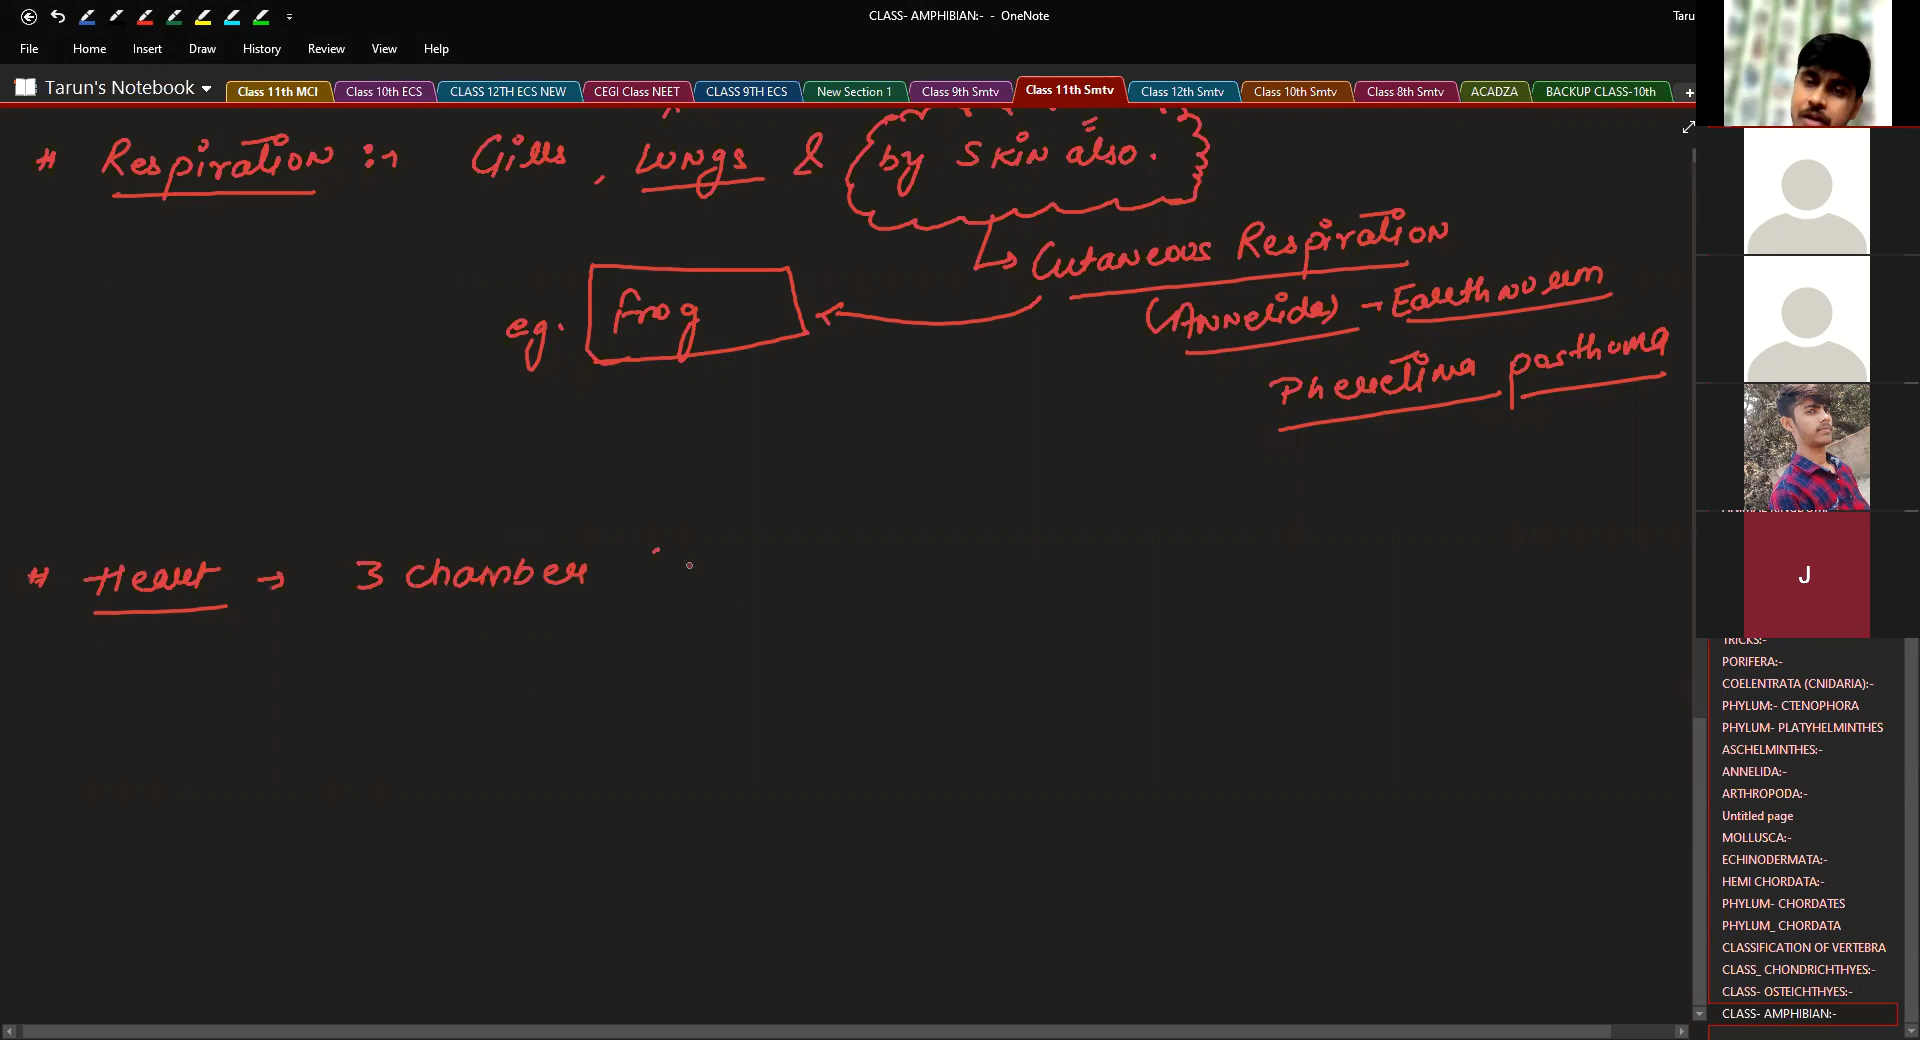 CLASS- AMPHIBIAN:- - OneNote
Taru
File Home Insert Draw History Review View Help
Tarun's Notebook Class 11th MCI Class 10th ECS CLASS 12TH ECS NEW CEGI Class NEET CLASS 9TH ECS New Section 1 Class 9th Smtv Class 11th Smtv Class 12th Smtv Class 10th Smtv Class 8th Smtv ACADZA BACKUP CLASS-10th +
* Respiration :→ Gills, Lungs & by Skin also.
↳ Cutaneous Respiration
eg. frog
(Annelida) → Earthworm
Pheretima posthuma
* Heart → 3 chamber
J
TRICKS:-
PORIFERA:-
COELENTRATA (CNIDARIA):-
PHYLUM:- CTENOPHORA
PHYLUM- PLATYHELMINTHES
ASCHELMINTHES:-
ANNELIDA:-
ARTHROPODA:-
Untitled page
MOLLUSCA:-
ECHINODERMATA:-
HEMI CHORDATA:-
PHYLUM- CHORDATES
PHYLUM_ CHORDATA
CLASSIFICATION OF VERTEBRA
CLASS_ CHONDRICHTHYES:-
CLASS- OSTEICHTHYES:-
CLASS- AMPHIBIAN:-